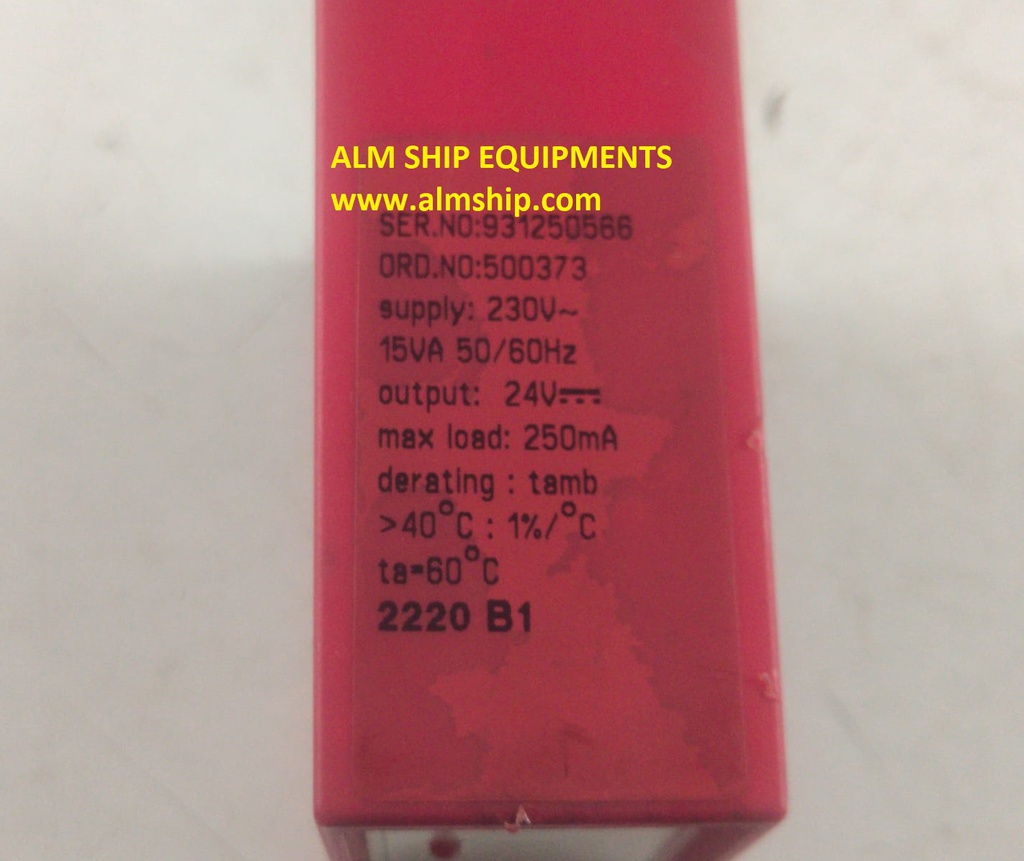 ALM SHIP EQUIPMENTS
www.almship.com
SER.NO:931250566
ORD.NO:500373
supply: 230V~
15VA 50/60Hz
output: 24V⎓
max load: 250mA
derating : tamb
>40°C : 1%/°C
ta=60°C
2220 B1